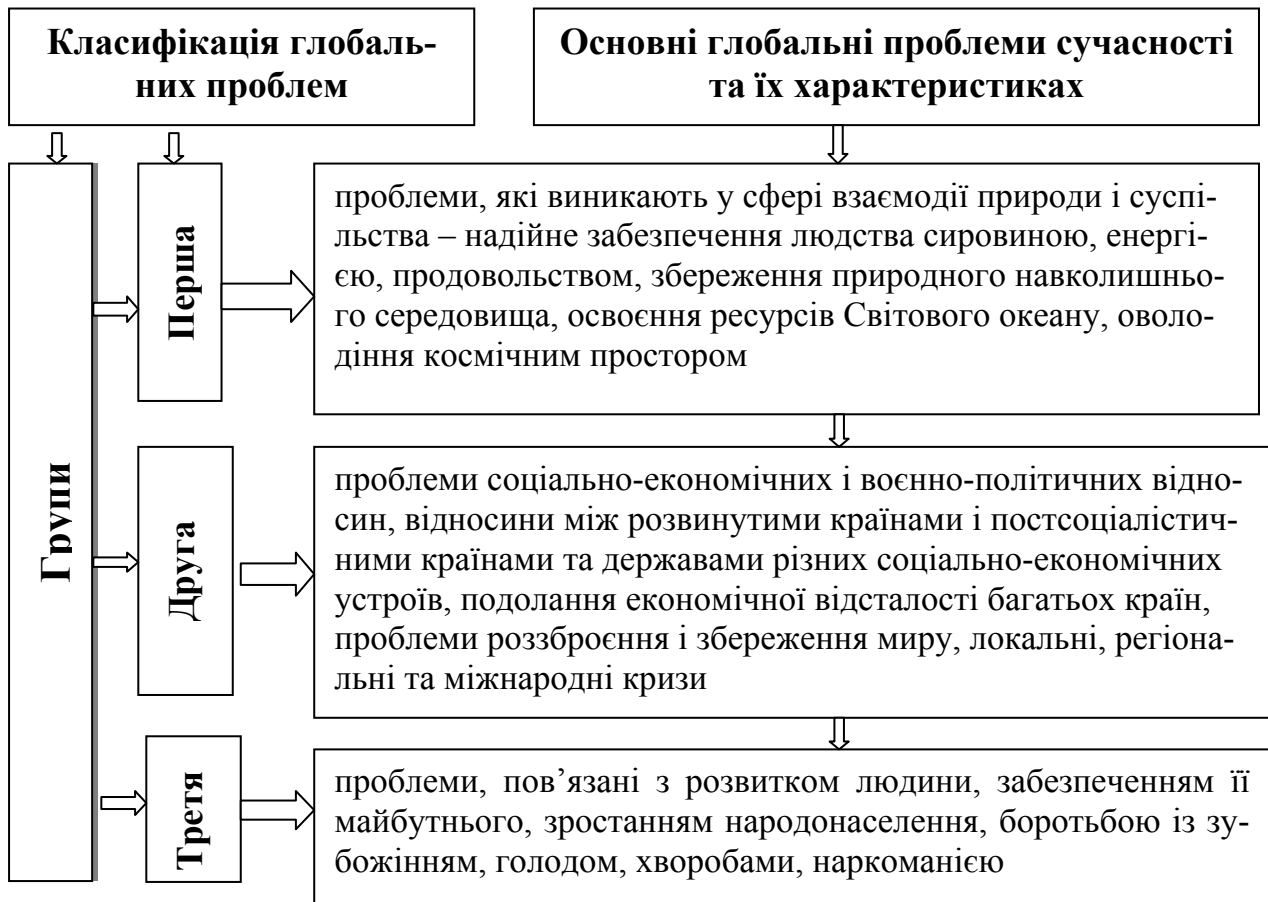 Класифікація глобаль-
них проблем
Основні глобальні проблеми сучасності
та їх характеристиках
Групи
Перша
проблеми, які виникають у сфері взаємодії природи і суспі-
льства – надійне забезпечення людства сировиною, енергі-
єю, продовольством, збереження природного навколишньо-
го середовища, освоєння ресурсів Світового океану, оволо-
діння космічним простором
Друга
проблеми соціально-економічних і воєнно-політичних відно-
син, відносини між розвинутими країнами і постсоціалістич-
ними країнами та державами різних соціально-економічних
устроїв, подолання економічної відсталості багатьох країн,
проблеми роззброєння і збереження миру, локальні, регіона-
льні та міжнародні кризи
Третя
проблеми, пов’язані з розвитком людини, забезпеченням її
майбутнього, зростанням народонаселення, боротьбою із зу-
божінням, голодом, хворобами, наркоманією